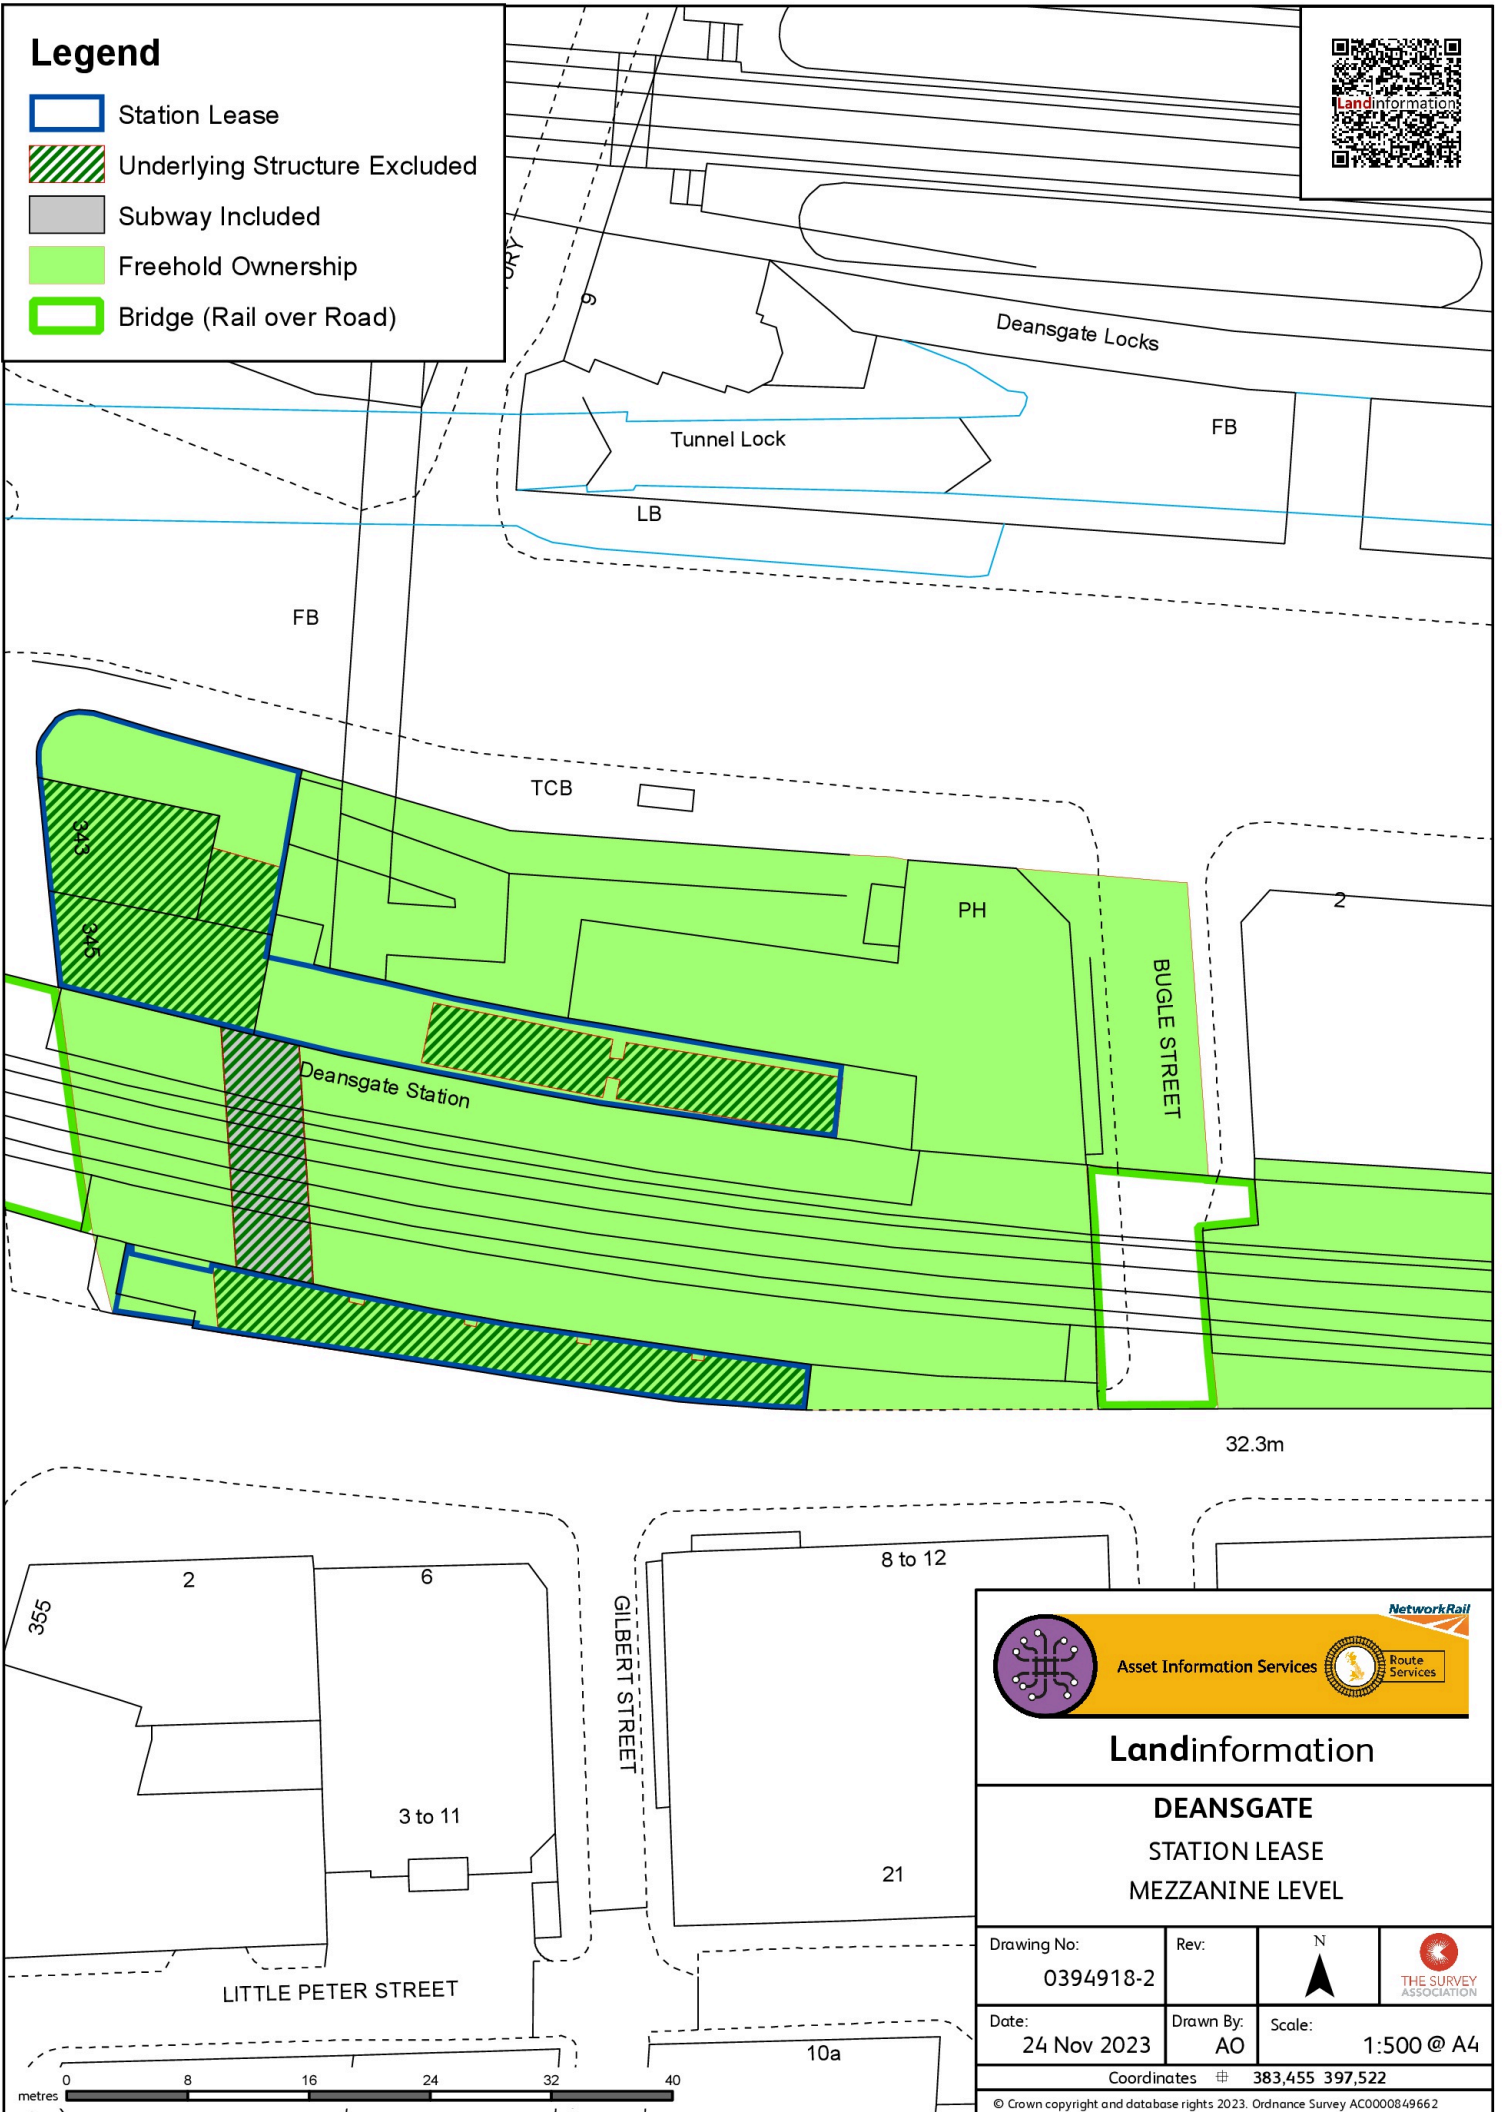 Legend
Station Lease
Underlying Structure Excluded
Subway Included
Freehold Ownership
Bridge (Rail over Road)
Landinformation
9
Deansgate Locks
Tunnel Lock
FB
LB
FB
TCB
343
345
PH
2
BUGLE STREET
Deansgate Station
32.3m
2
6
8 to 12
355
GILBERT STREET
3 to 11
21
LITTLE PETER STREET
10a
0 8 16 24 32 40
metres
NetworkRail
Asset Information Services
Route
Services
Landinformation
DEANSGATE
STATION LEASE
MEZZANINE LEVEL
Drawing No:
0394918-2
Rev:
N
THE SURVEY
ASSOCIATION
Date:
24 Nov 2023
Drawn By:
AO
Scale:
1:500 @ A4
Coordinates 383,455 397,522
© Crown copyright and database rights 2023. Ordnance Survey AC0000849662